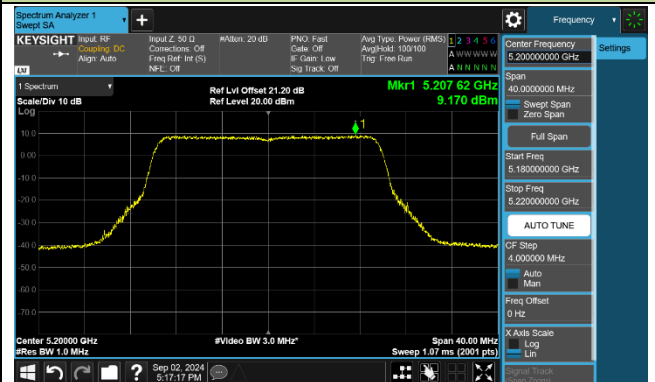 Spectrum Analyzer 1
Swept SA
+
Frequency
KEYSIGHT
Input: RF
Coupling: DC
Align: Auto
Input Z: 50 Ω
Corrections: Off
Freq Ref: Int (S)
NFE: Off
#Atten: 20 dB
PNO: Fast
Gate: Off
IF Gain: Low
Sig Track: Off
Avg Type: Power (RMS)
Avg|Hold: 100/100
Trig: Free Run
1 2 3 4 5 6
A W W W W W
A N N N N N
LXI
1 Spectrum
Scale/Div 10 dB
Ref Lvl Offset 21.20 dB
Ref Level 20.00 dBm
Mkr1 5.207 62 GHz
9.170 dBm
Log
1
10.0
0.00
-10.0
-20.0
-30.0
-40.0
-50.0
-60.0
-70.0
Center 5.20000 GHz
#Res BW 1.0 MHz
#Video BW 3.0 MHz*
Span 40.00 MHz
Sweep 1.07 ms (2001 pts)
Sep 02, 2024
5:17:17 PM
?
Center Frequency
5.200000000 GHz
Settings
Span
40.0000000 MHz
Swept Span
Zero Span
Full Span
Start Freq
5.180000000 GHz
Stop Freq
5.220000000 GHz
AUTO TUNE
CF Step
4.000000 MHz
Auto
Man
Freq Offset
0 Hz
X Axis Scale
Log
Lin
Signal Track
(Span Zoom)